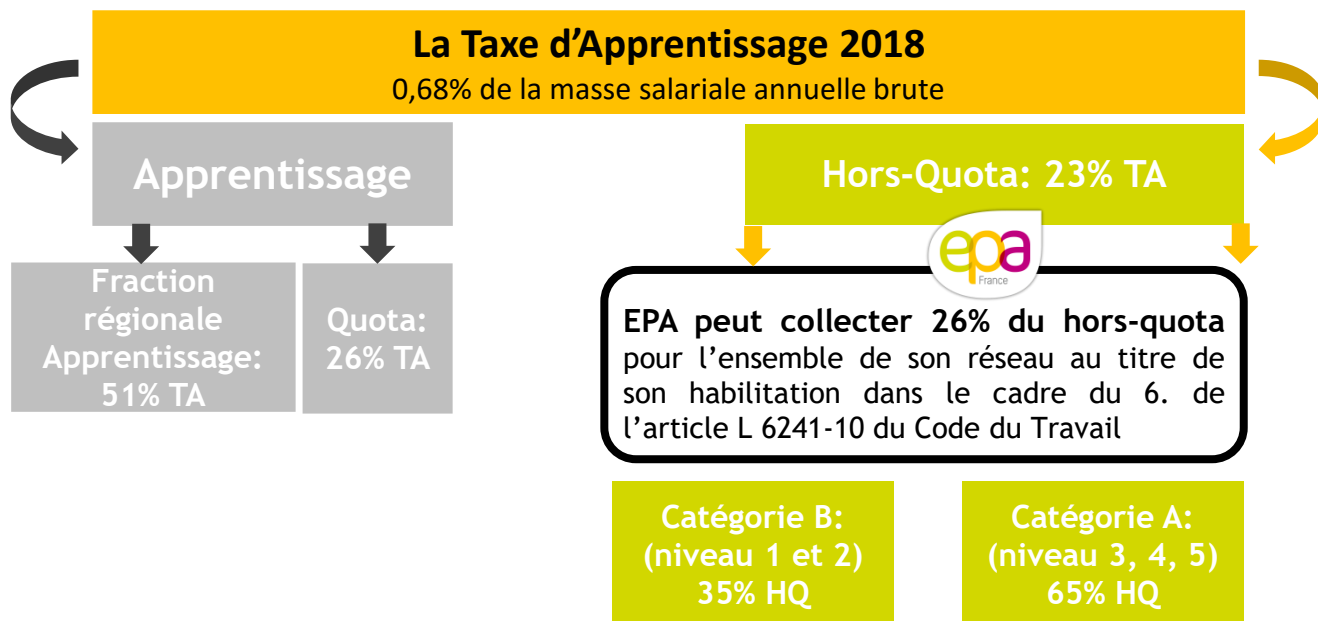 La Taxe d’Apprentissage 2018
0,68% de la masse salariale annuelle brute
Apprentissage
Fraction
régionale
Apprentissage:
51% TA
Quota:
26% TA
Hors-Quota: 23% TA
epa
France
EPA peut collecter 26% du hors-quota
pour l’ensemble de son réseau au titre de
son habilitation dans le cadre du 6. de
l’article L 6241-10 du Code du Travail
Catégorie B:
(niveau 1 et 2)
35% HQ
Catégorie A:
(niveau 3, 4, 5)
65% HQ